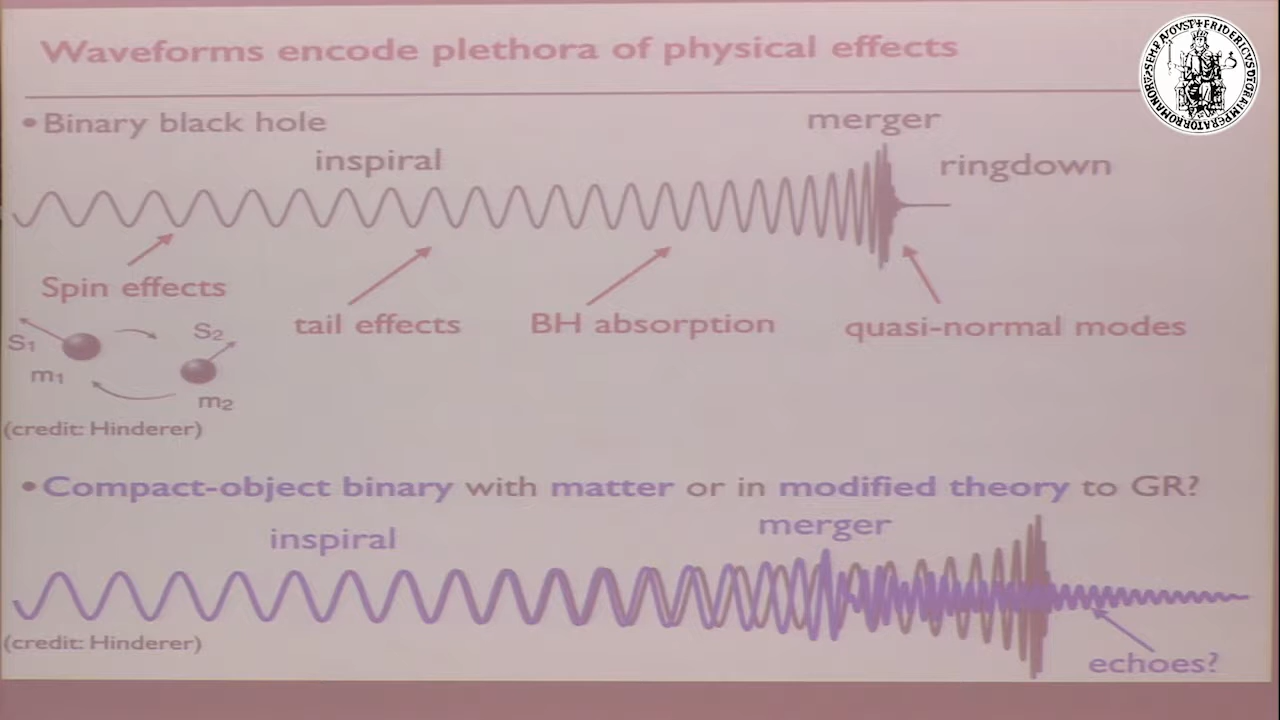 Waveforms encode plethora of physical effects
• Binary black hole
merger
inspiral
ringdown
Spin effects
tail effects
BH absorption
quasi-normal modes
S₁
S₂
m₁
m₂
(credit: Hinderer)
• Compact-object binary with matter or in modified theory to GR?
inspiral
merger
(credit: Hinderer)
echoes?